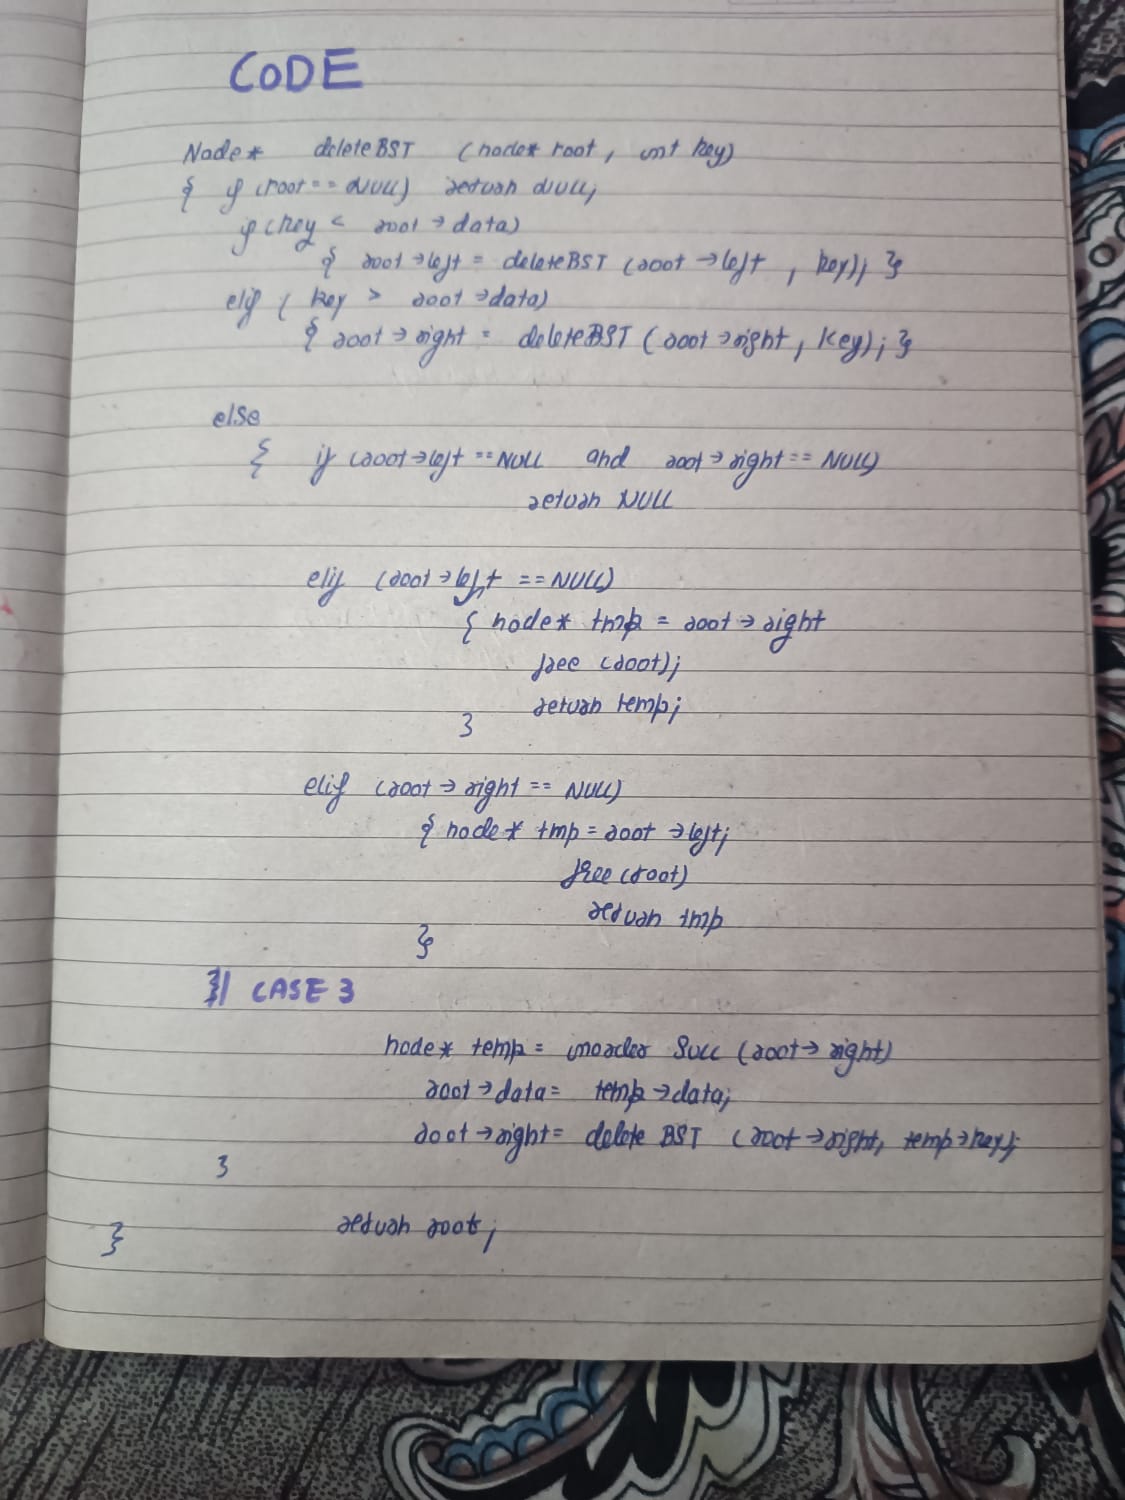 CODE
Node* deleteBST (node* root, int key)
{ if (root == NULL) return NULL;
if (key < root → data)
{ root → left = deleteBST (root → left , key); }
elif ( key > root → data)
{ root → right = deleteBST (root → right, key); }
else
{ if (root → left == NULL and root → right == NULL)
return NULL
elif (root → left == NULL)
{ node* tmp = root → right
free (root);
return temp;
}
elif (root → right == NULL)
{ node* tmp = root → left;
free (root)
return tmp
}
// CASE 3
node* temp = inorder Succ (root → right)
root → data = temp → data;
root → right = delete BST (root → right, temp → key);
}
return root;
}